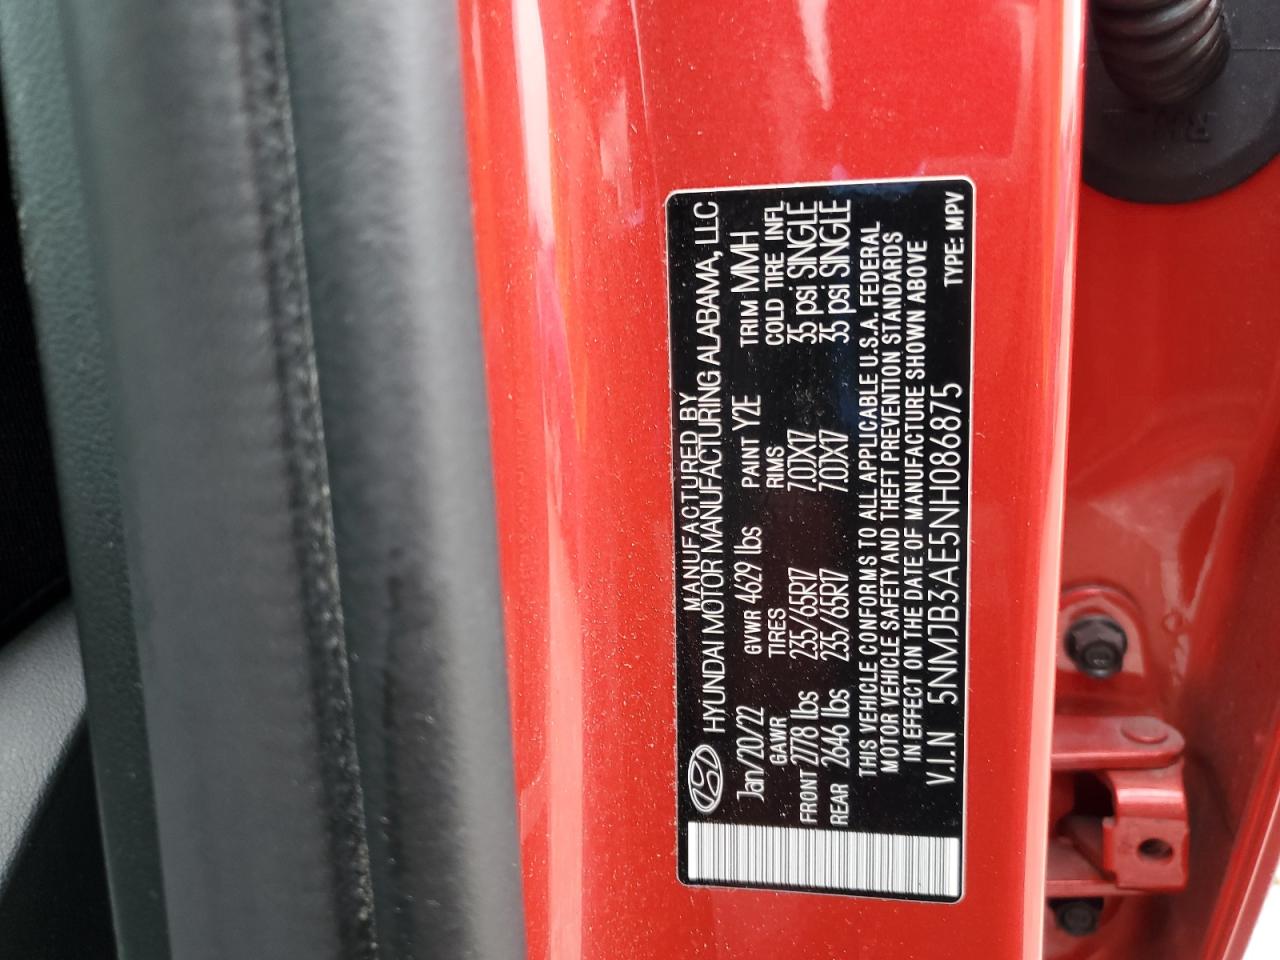 MANUFACTURED BY
HYUNDAI MOTOR MANUFACTURING ALABAMA, LLC
Jan/20/22 GVWR 4629 lbs PAINT Y2E TRIM MMH
GAWR TIRES RIMS COLD TIRE INFL
FRONT 2778 lbs 235/65R17 7.0JX17 35 psi SINGLE
REAR 2646 lbs 235/65R17 7.0JX17 35 psi SINGLE
THIS VEHICLE CONFORMS TO ALL APPLICABLE U.S.A. FEDERAL
MOTOR VEHICLE SAFETY AND THEFT PREVENTION STANDARDS
IN EFFECT ON THE DATE OF MANUFACTURE SHOWN ABOVE
V.I.N 5NMJB3AE5NH086875 TYPE: MPV